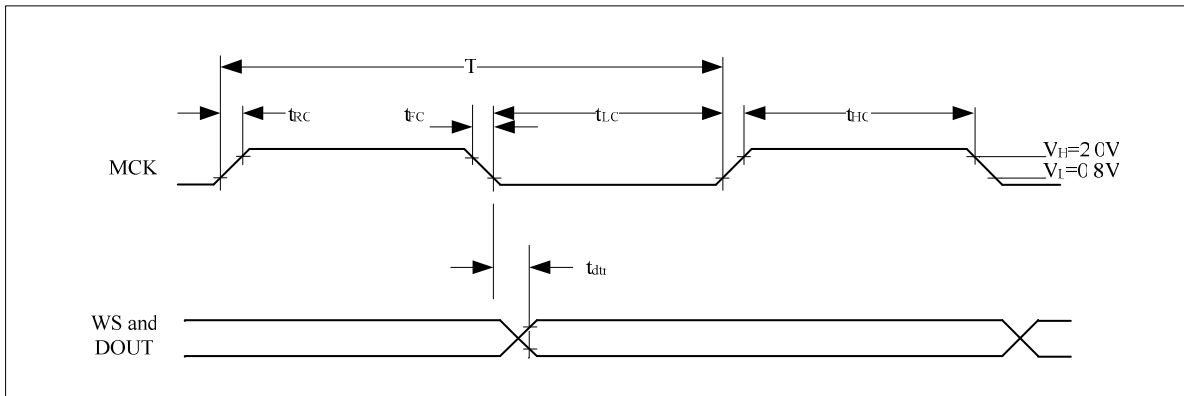 T
tRC
tFC
tLC
tHC
MCK
VH=2.0V
VL=0.8V
tdtr
WS and
DOUT